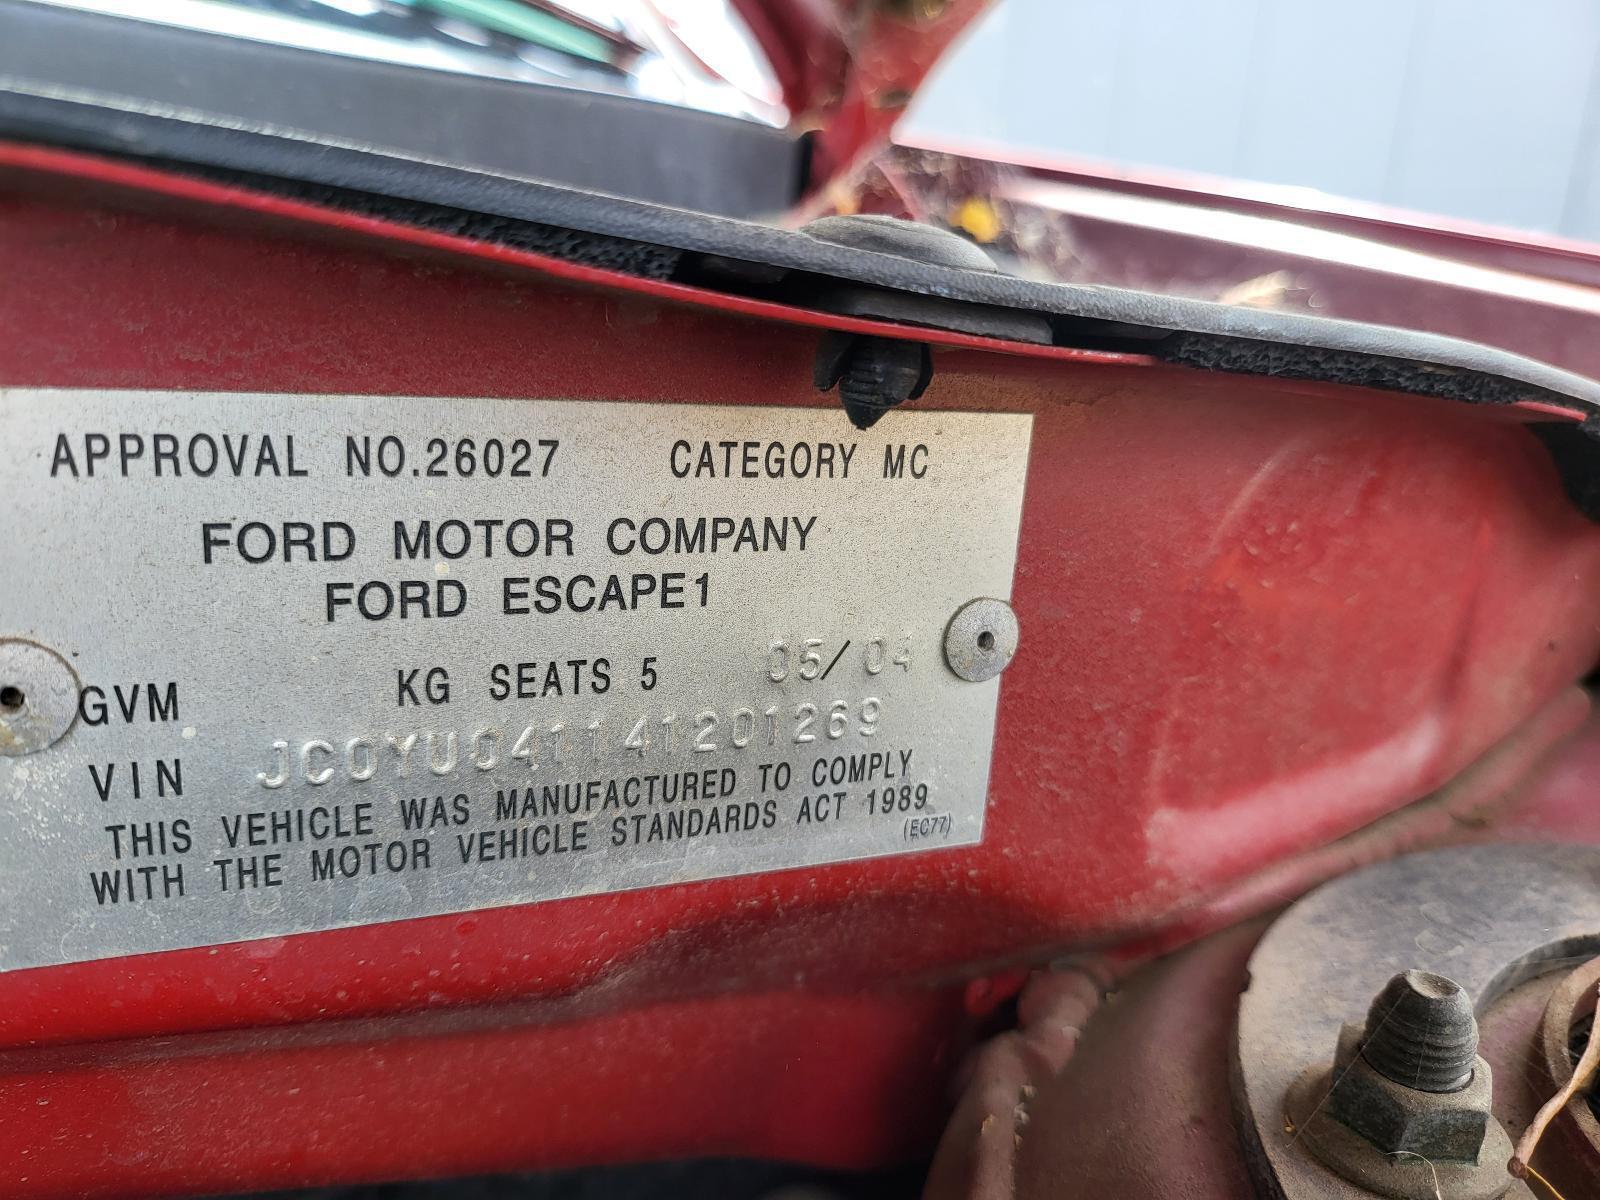 APPROVAL NO.26027 CATEGORY MC
FORD MOTOR COMPANY
FORD ESCAPE1
GVM KG SEATS 5 05/04
VIN JC0YU041141201269
THIS VEHICLE WAS MANUFACTURED TO COMPLY
WITH THE MOTOR VEHICLE STANDARDS ACT 1989
(EC77)